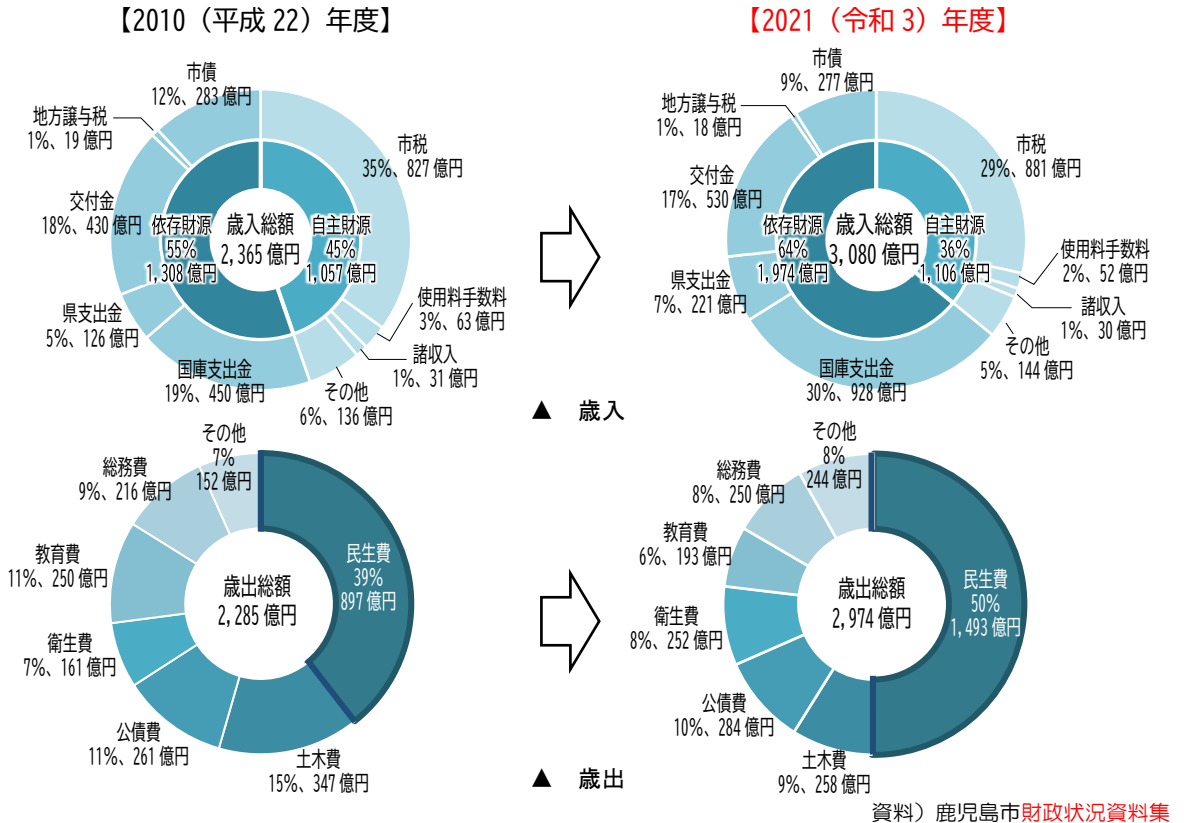 【2010（平成 22）年度】
市債
12%、283 億円
地方譲与税
1%、19 億円
交付金
18%、430 億円
県支出金
5%、126 億円
国庫支出金
19%、450 億円
その他
6%、136 億円
諸収入
1%、31 億円
使用料手数料
3%、63 億円
市税
35%、827 億円
依存財源
55%
1,308 億円
歳入総額
2,365 億円
自主財源
45%
1,057 億円
【2021（令和 3）年度】
市債
9%、277 億円
地方譲与税
1%、18 億円
交付金
17%、530 億円
県支出金
7%、221 億円
国庫支出金
30%、928 億円
その他
5%、144 億円
諸収入
1%、30 億円
使用料手数料
2%、52 億円
市税
29%、881 億円
依存財源
64%
1,974 億円
歳入総額
3,080 億円
自主財源
36%
1,106 億円
▲　歳入
その他
7%
152 億円
総務費
9%、216 億円
教育費
11%、250 億円
衛生費
7%、161 億円
公債費
11%、261 億円
土木費
15%、347 億円
民生費
39%
897 億円
歳出総額
2,285 億円
その他
8%
244 億円
総務費
8%、250 億円
教育費
6%、193 億円
衛生費
8%、252 億円
公債費
10%、284 億円
土木費
9%、258 億円
民生費
50%
1,493 億円
歳出総額
2,974 億円
▲　歳出
資料）鹿児島市財政状況資料集